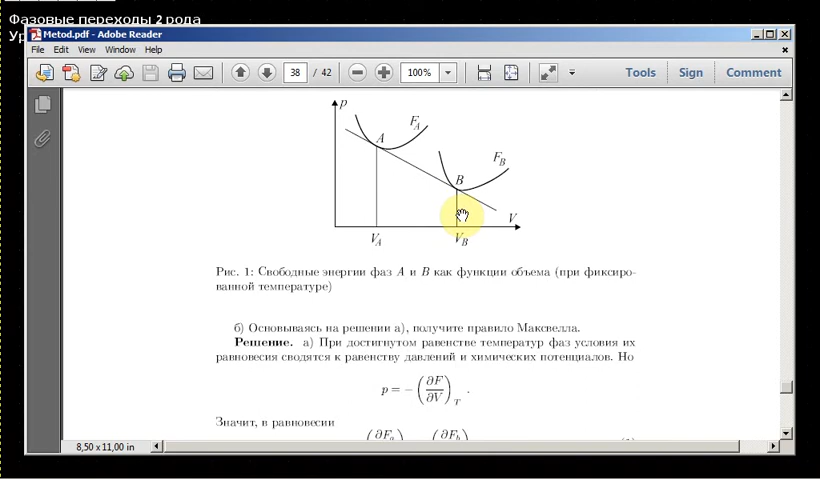 Фазовые переходы 2 рода
Ур
Metod.pdf - Adobe Reader
File Edit View Window Help
38 / 42 100% Tools Sign Comment
p
F_A
A
F_B
B
V
V_A V_B
Рис. 1: Свободные энергии фаз A и B как функции объема (при фиксиро-
ванной температуре)
б) Основываясь на решении а), получите правило Максвелла.
Решение. а) При достигнутом равенстве температур фаз условия их
равновесия сводятся к равенству давлений и химических потенциалов. Но
p = − (∂F/∂V)_T .
Значит, в равновесии
(∂F_a) (∂F_b)
8,50 x 11,00 in